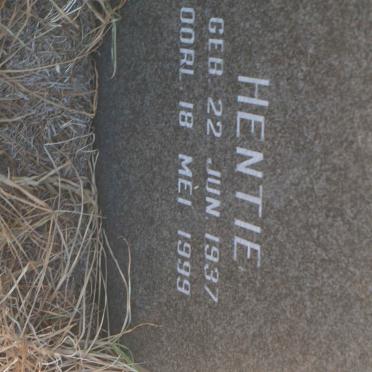 HENTIE
GEB. 22 JUN 1937
OORL. 18 MEI 1999